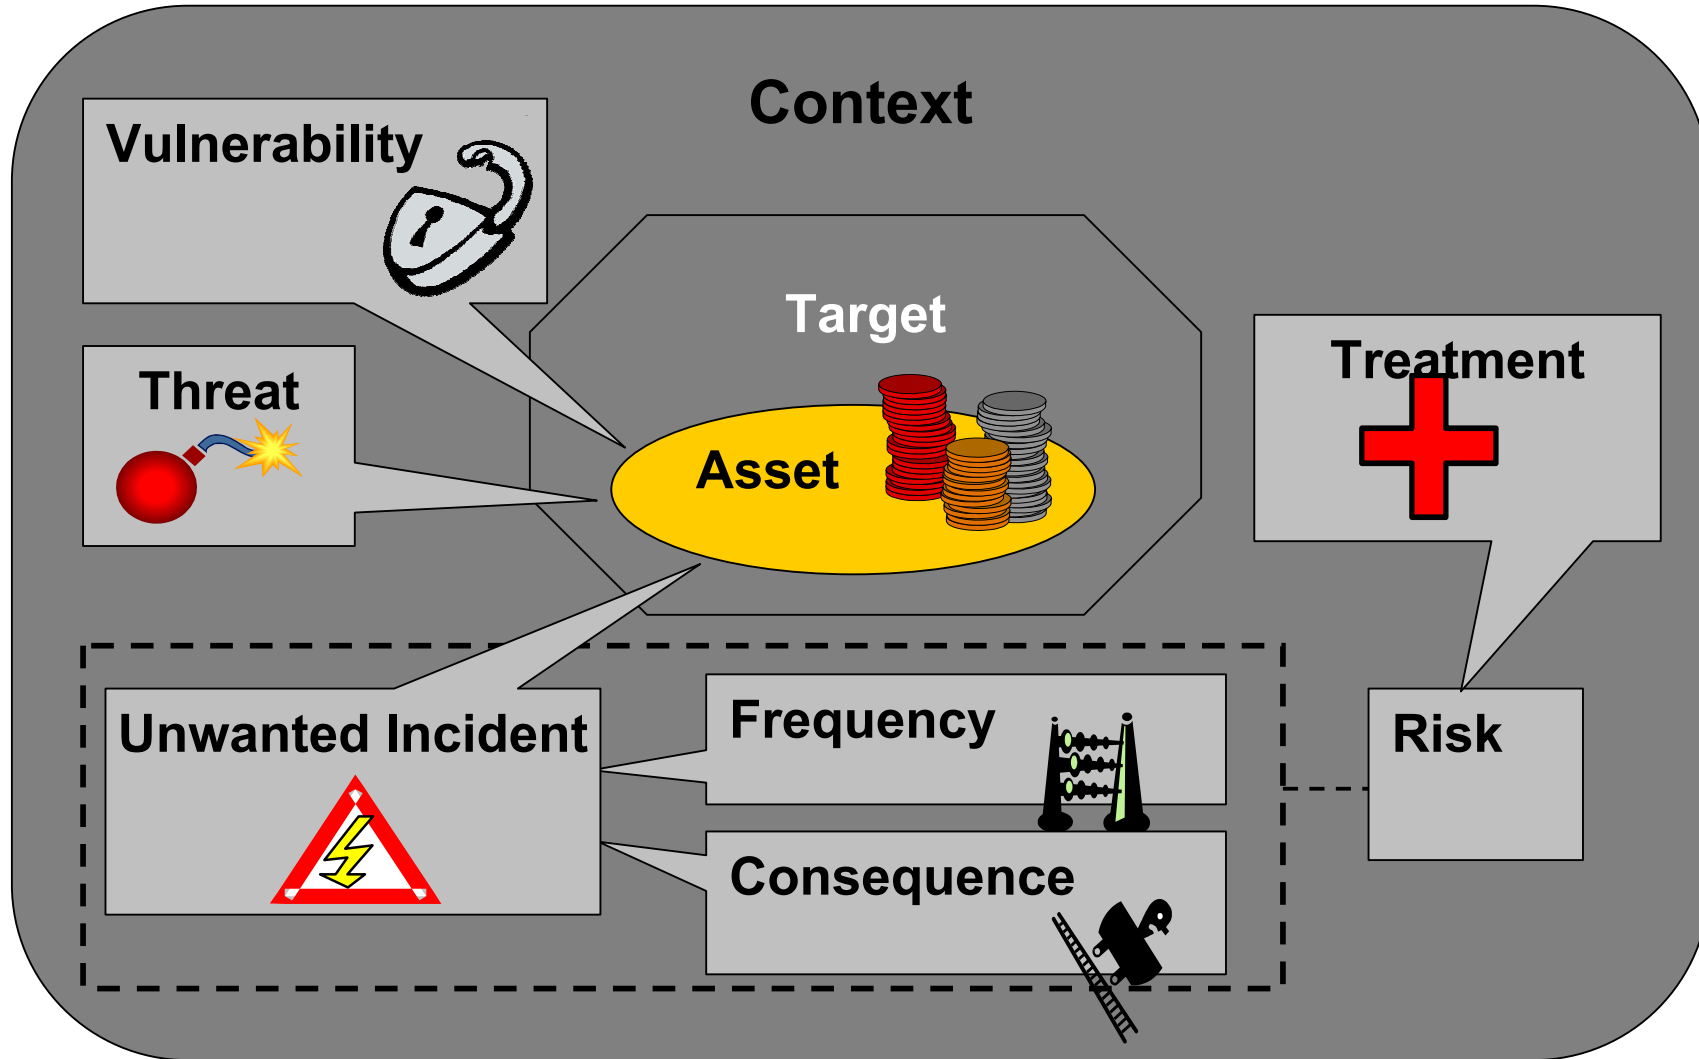 Context
Vulnerability
Target
Threat
Treatment
Asset
Unwanted Incident
Frequency
Risk
Consequence